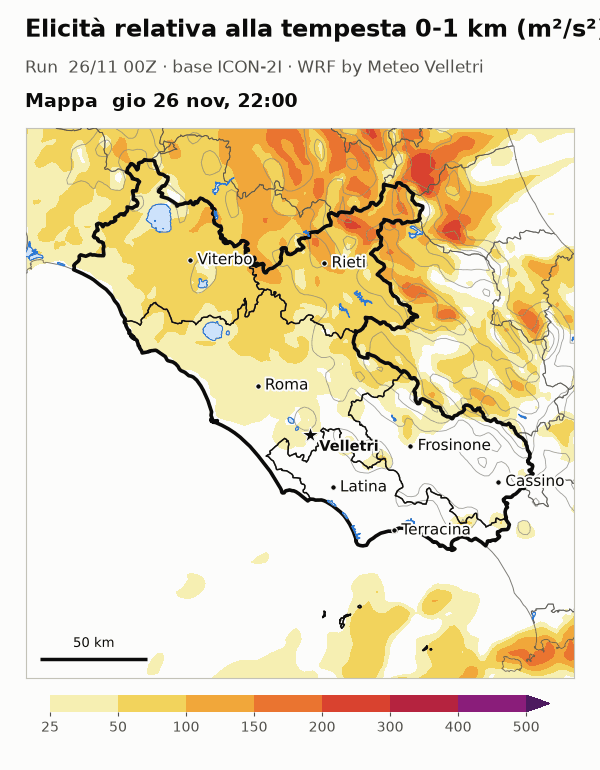 Elicità relativa alla tempesta 0-1 km (m²/s²)
Run  26/11 00Z · base ICON-2I · WRF by Meteo Velletri
Mappa  gio 26 nov, 22:00
Viterbo
Rieti
Roma
Velletri
Frosinone
Cassino
Latina
Terracina
50 km
25 50 100 150 200 300 400 500